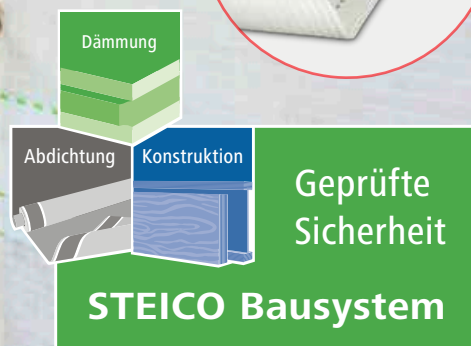 Dämmung
Abdichtung
Konstruktion
Geprüfte
Sicherheit
STEICO Bausystem